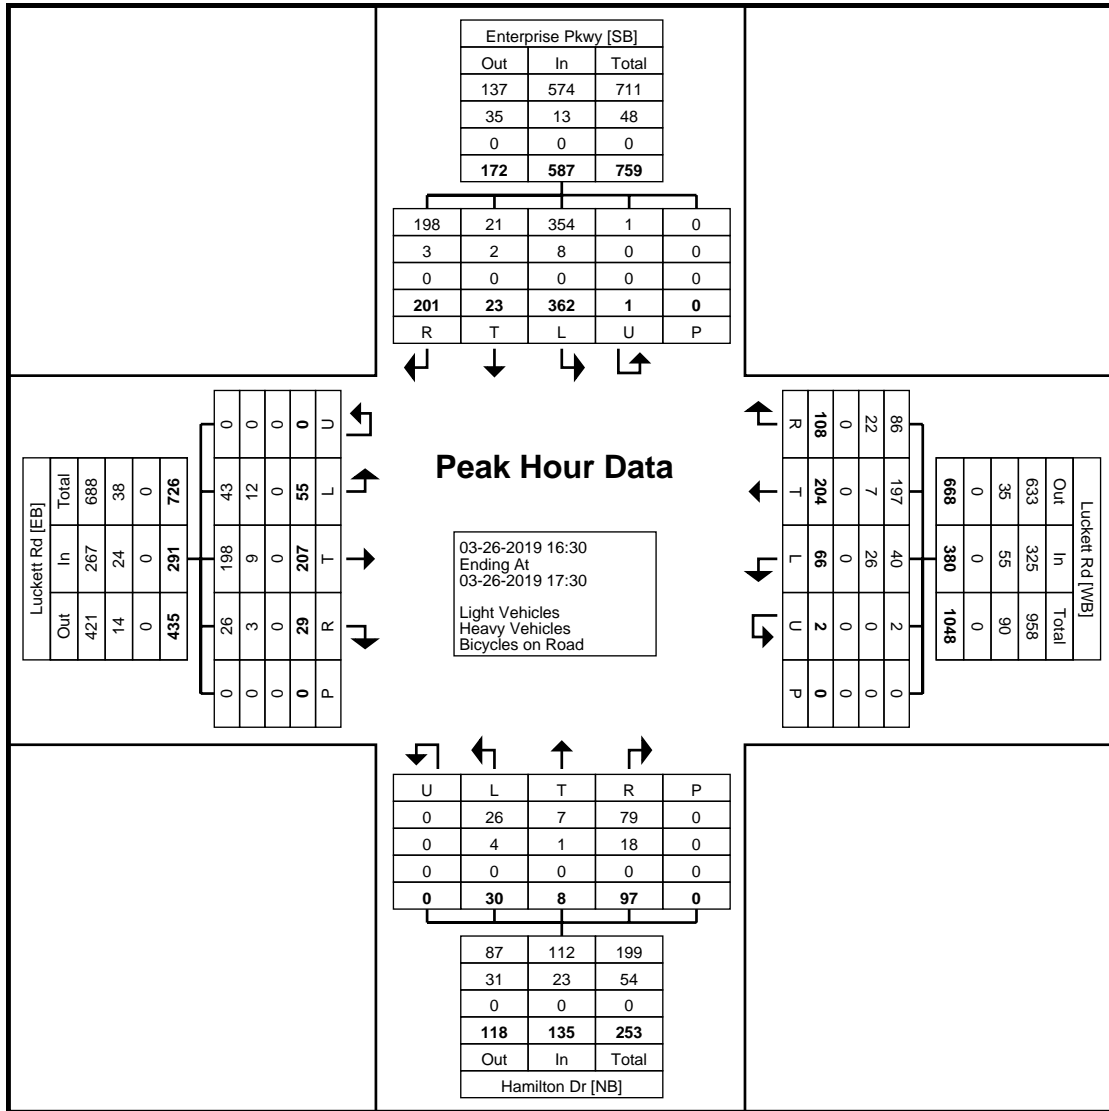 Enterprise Pkwy [SB]
Out In Total
137 574 711
35 13 48
0 0 0
172 587 759
198 21 354 1 0
3 2 8 0 0
0 0 0 0 0
201 23 362 1 0
R T L U P
Luckett Rd [EB]
Total In Out
688 267 421
38 24 14
0 0 0
726 291 435
0 43 198 26 0
0 12 9 3 0
0 0 0 0 0
0 55 207 29 0
U L T R P
Peak Hour Data
03-26-2019 16:30
Ending At
03-26-2019 17:30
Light Vehicles
Heavy Vehicles
Bicycles on Road
R T L U P
108 204 66 2 0
0 0 0 0 0
22 7 26 0 0
86 197 40 2 0
Luckett Rd [WB]
Out In Total
633 325 958
35 55 90
0 0 0
668 380 1048
U L T R P
0 26 7 79 0
0 4 1 18 0
0 0 0 0 0
0 30 8 97 0
87 112 199
31 23 54
0 0 0
118 135 253
Out In Total
Hamilton Dr [NB]